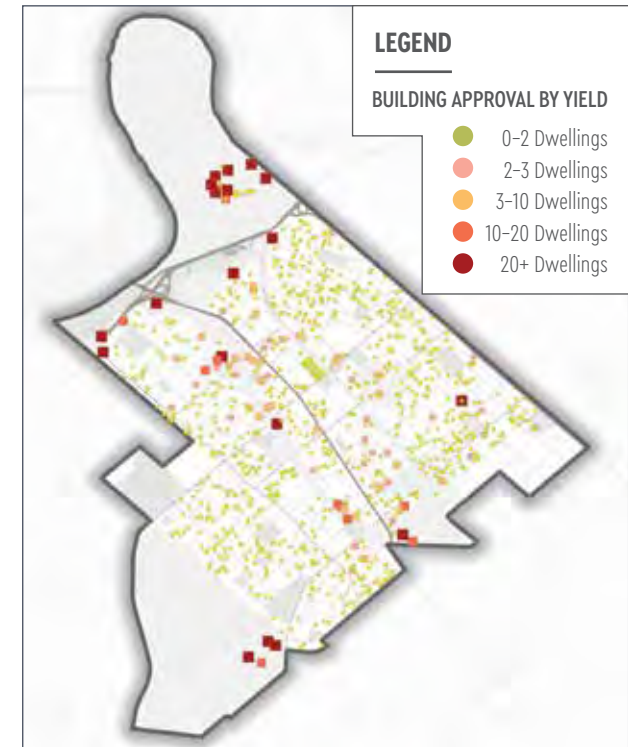 LEGEND
BUILDING APPROVAL BY YIELD
0–2 Dwellings
2–3 Dwellings
3–10 Dwellings
10–20 Dwellings
20+ Dwellings